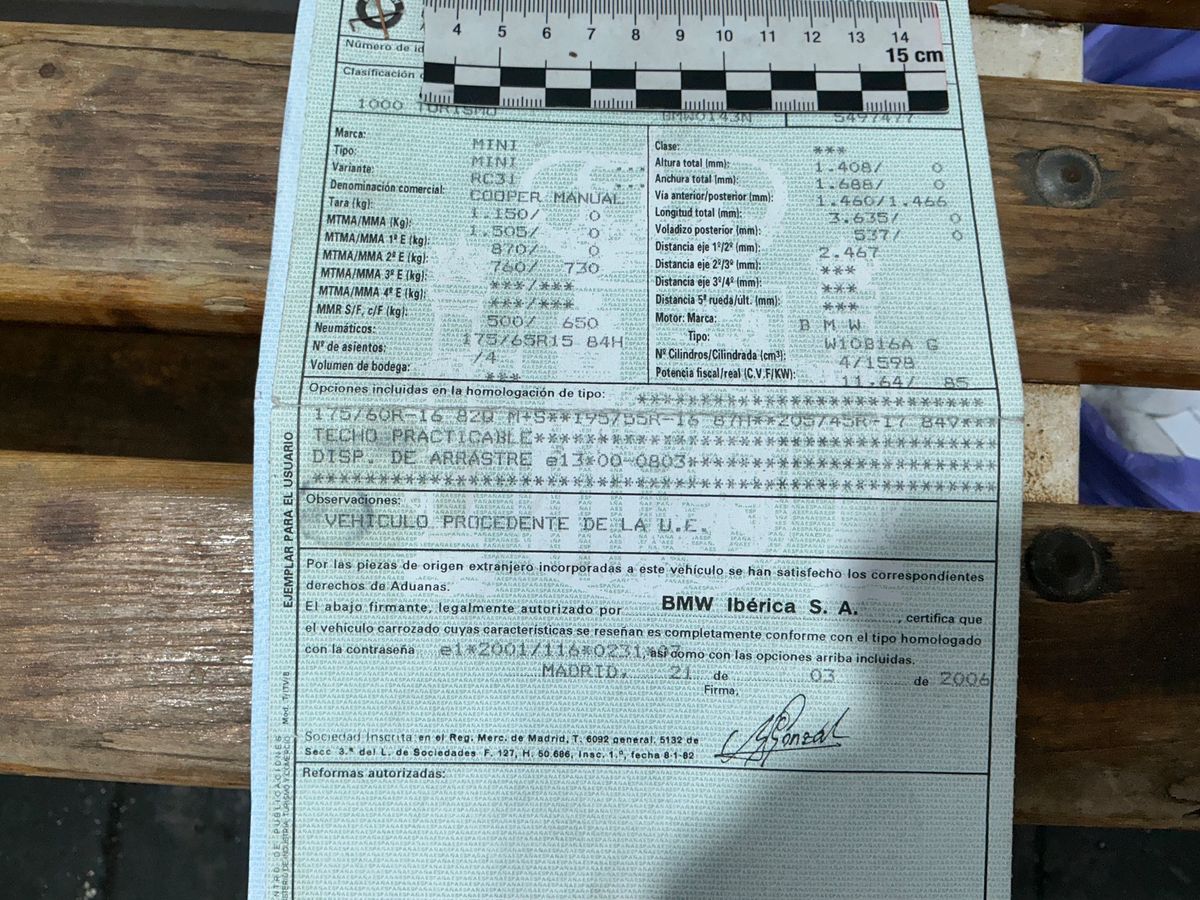 4 5 6 7 8 9 10 11 12 13 14
15 cm
Número de id
Clasificación
1000 TURISMO BMW0143N 5497477
Marca: MINI
Tipo: MINI ...
Variante: RC31 ...
Denominación comercial: COOPER MANUAL
Tara (kg): 1.150/ 0
MTMA/MMA (Kg): 1.505/ 0
MTMA/MMA 1º E (kg): 870/ 0
MTMA/MMA 2º E (kg): 760/ 730
MTMA/MMA 3º E (kg): ***/***
MTMA/MMA 4º E (kg): ***/***
MMR S/F, c/F (kg): 500/ 650
Neumáticos: 175/65R15 84H
Nº de asientos: /4
Volumen de bodega: ***
Clase: ***
Altura total (mm): 1.408/ 0
Anchura total (mm): 1.688/ 0
Vía anterior/posterior (mm): 1.460/1.466
Longitud total (mm): 3.635/ 0
Voladizo posterior (mm): 537/ 0
Distancia eje 1º/2º (mm): 2.467
Distancia eje 2º/3º (mm): ***
Distancia eje 3º/4º (mm): ***
Distancia 5ª rueda/últ. (mm): ***
Motor: Marca: B M W
Tipo: W10B16A G
Nº Cilindros/Cilindrada (cm³): 4/1598
Potencia fiscal/real (C.V.F/KW): 11.64/ 85
Opciones incluidas en la homologación de tipo: ***************************
175/60R-16 82Q M+S**195/55R-16 87H**205/45R-17 84V***
TECHO PRACTICABLE************************************
DISP. DE ARRASTRE e13*00-0803************************
*****************************************************
Observaciones:
VEHICULO PROCEDENTE DE LA U.E.
Por las piezas de origen extranjero incorporadas a este vehículo se han satisfecho los correspondientes
derechos de Aduanas.
El abajo firmante, legalmente autorizado por BMW Ibérica S. A., certifica que
el vehículo carrozado cuyas características se reseñan es completamente conforme con el tipo homologado
con la contraseña e1*2001/116*0231, así como con las opciones arriba incluidas.
MADRID, 21 de 03 de 2006
Firma,
Gonzal
Sociedad Inscrita en el Reg. Merc. de Madrid, T. 6092 general, 5132 de
Secc 3.ª del L. de Sociedades F. 127, H. 50.686, Insc. 1.ª, fecha 8-1-82
Reformas autorizadas:
EJEMPLAR PARA EL USUARIO
Mod. T/ITV/B
NTRO DE PUBLICACIONES
ISTERIO DE INDUSTRIA, TURISMO Y COMERCIO